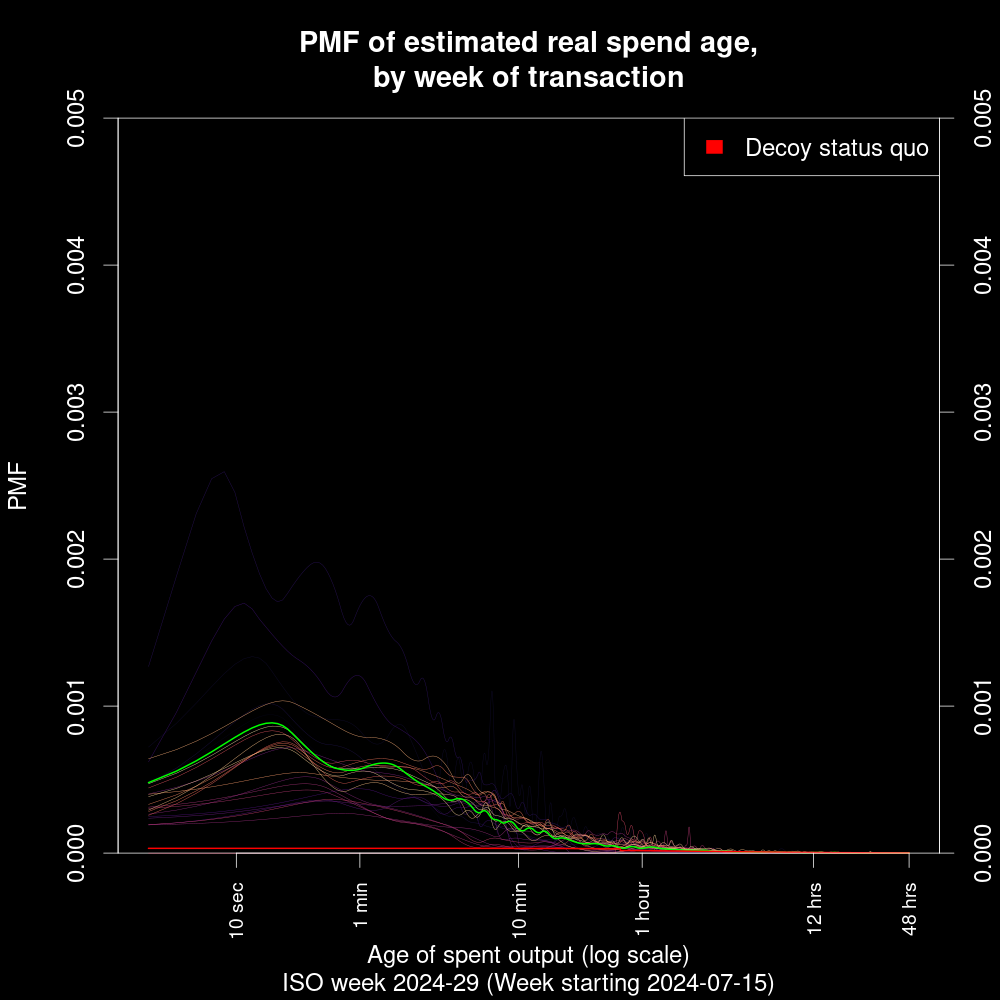 PMF of estimated real spend age,
by week of transaction
Decoy status quo
PMF
0.000
0.001
0.002
0.003
0.004
0.005
0.000
0.001
0.002
0.003
0.004
0.005
10 sec
1 min
10 min
1 hour
12 hrs
48 hrs
Age of spent output (log scale)
ISO week 2024-29 (Week starting 2024-07-15)